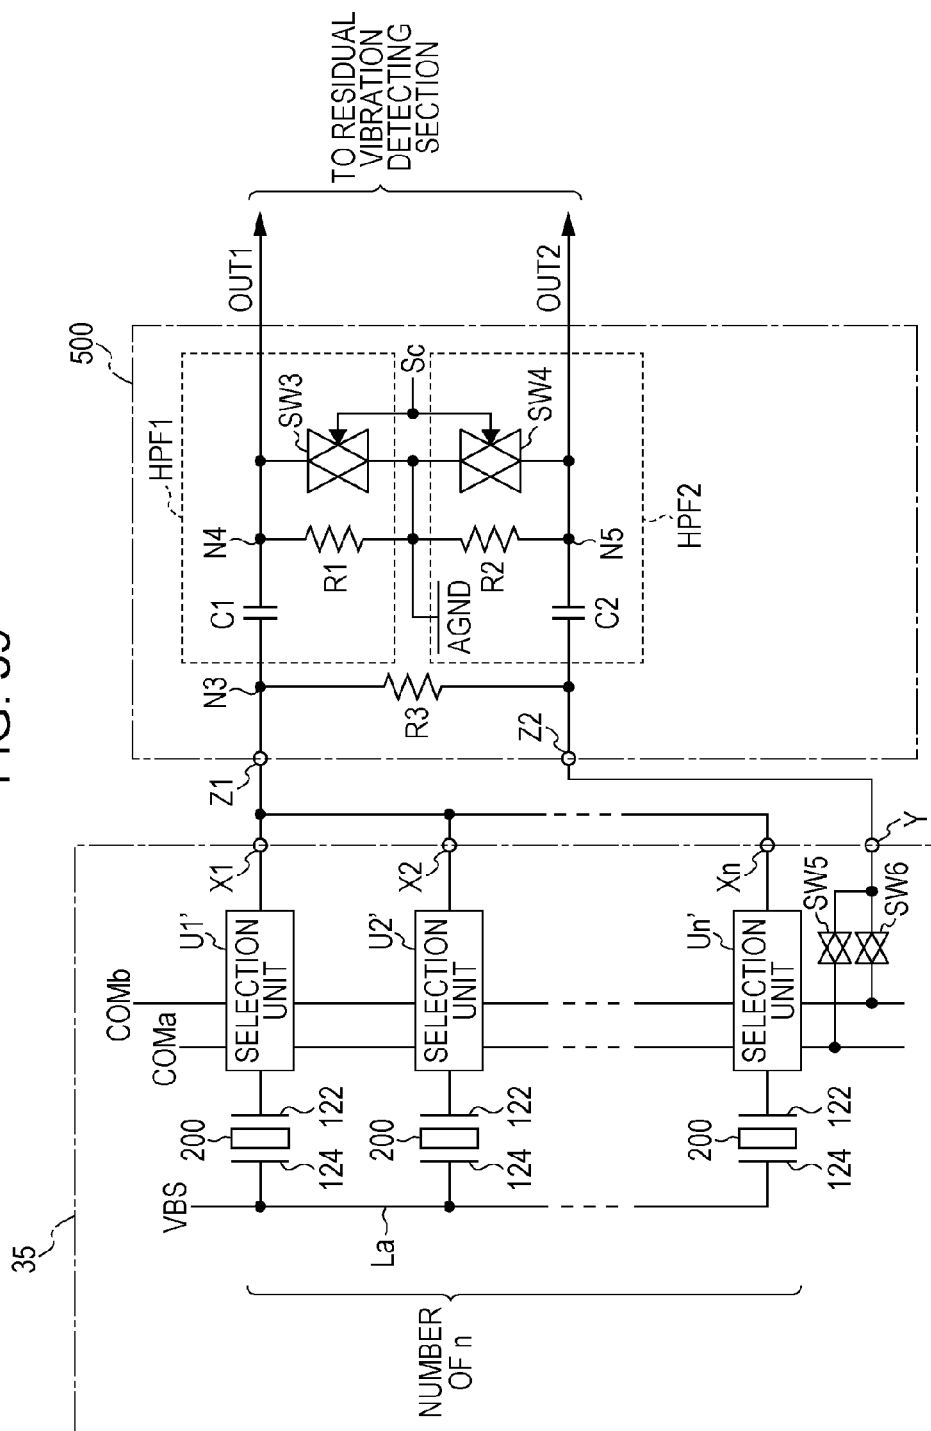 FIG.
35
500
TO RESIDUAL
VIBRATION
DETECTING
SECTION
OUT1
OUT2
HPF1
HPF2
SW3
SW4
Sc
N4
N5
R1
R2
C1
C2
AGND
N3
R3
Z1
Z2
X1
X2
Xn
Y
SW5
SW6
U1'
U2'
Un'
SELECTION
UNIT
SELECTION
UNIT
SELECTION
UNIT
COMb
COMa
200
122
124
200
122
124
200
122
124
VBS
La
NUMBER
OF n